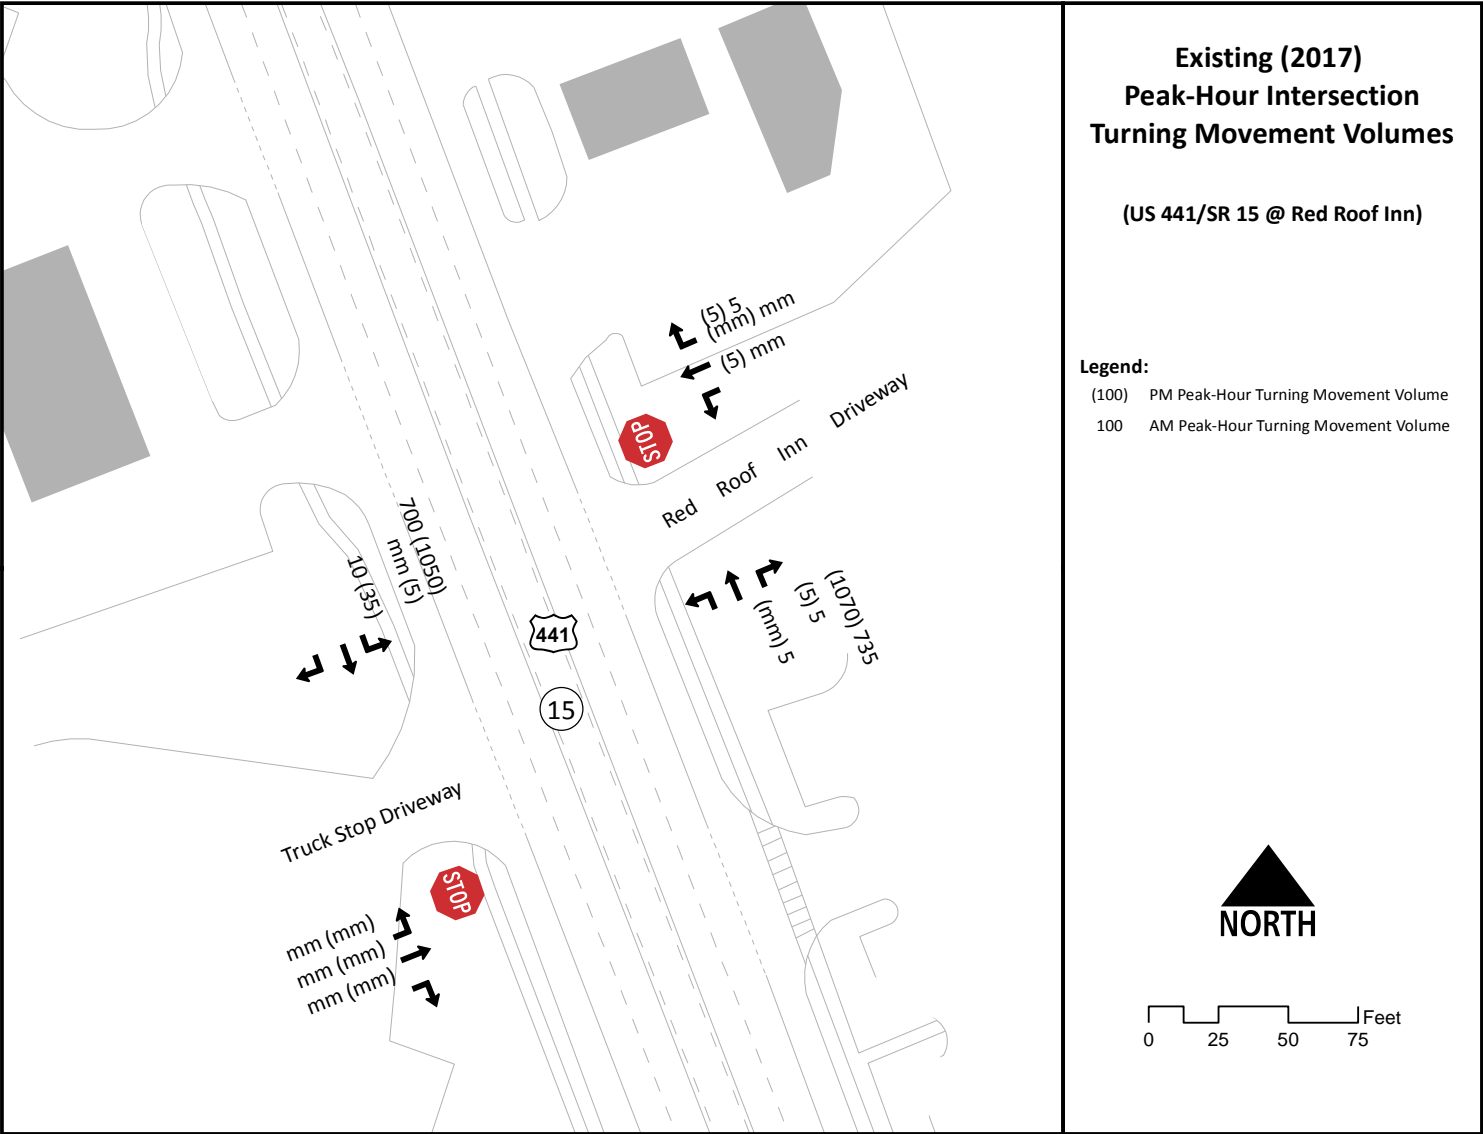 Existing (2017)
Peak-Hour Intersection
Turning Movement Volumes
(US 441/SR 15 @ Red Roof Inn)
Legend:
(100) PM Peak-Hour Turning Movement Volume
100 AM Peak-Hour Turning Movement Volume
(5) 5
(mm) mm
(5) mm
STOP
Red Roof Inn Driveway
700 (1050)
mm (5)
10 (35)
441
15
(mm) 5
(5) 5
(1070) 735
Truck Stop Driveway
STOP
mm (mm)
mm (mm)
mm (mm)
NORTH
0 25 50 75 Feet